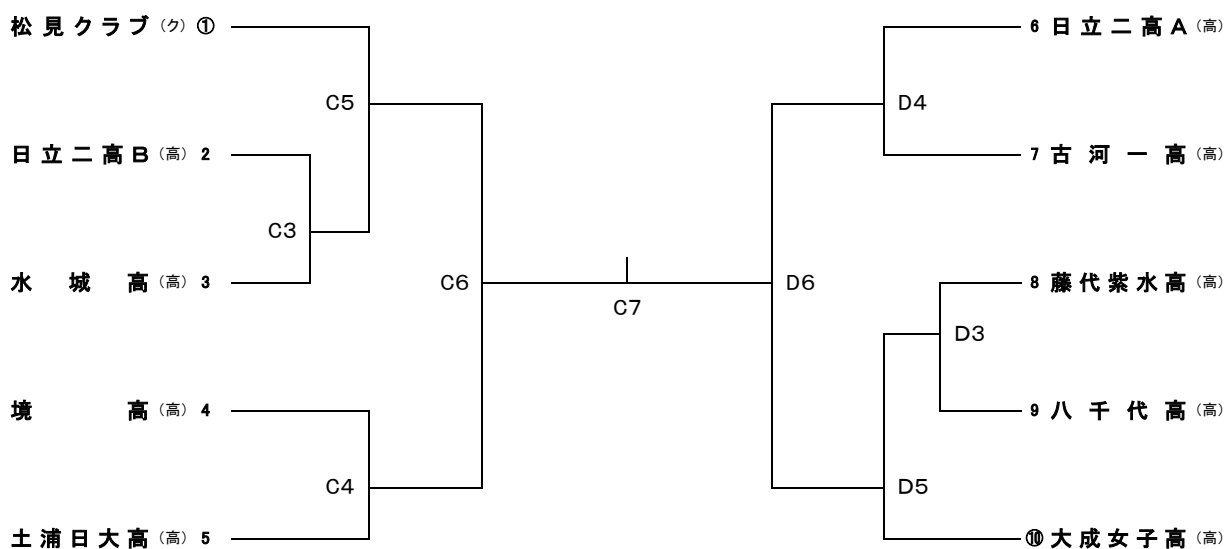 松見クラブ（ク） ①
日立二高B（高） 2
水城高（高） 3
境高（高） 4
土浦日大高（高） 5
C5
C3
C6
C4
C7
D4
D6
D3
D5
6 日立二高A（高）
7 古河一高（高）
8 藤代紫水高（高）
9 八千代高（高）
⑩ 大成女子高（高）